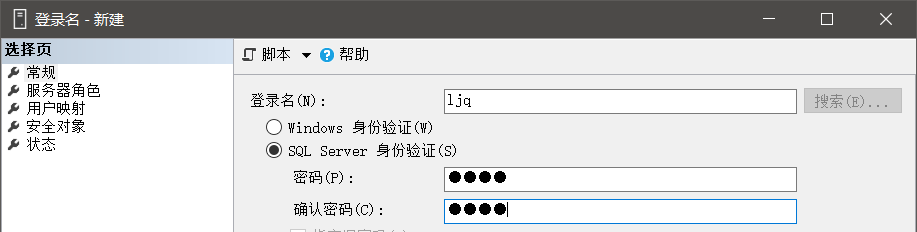 登录名 - 新建
选择页
常规
服务器角色
用户映射
安全对象
状态
脚本
帮助
登录名(N):
ljq
搜索(E)...
Windows 身份验证(W)
SQL Server 身份验证(S)
密码(P):
●●●●
确认密码(C):
●●●●